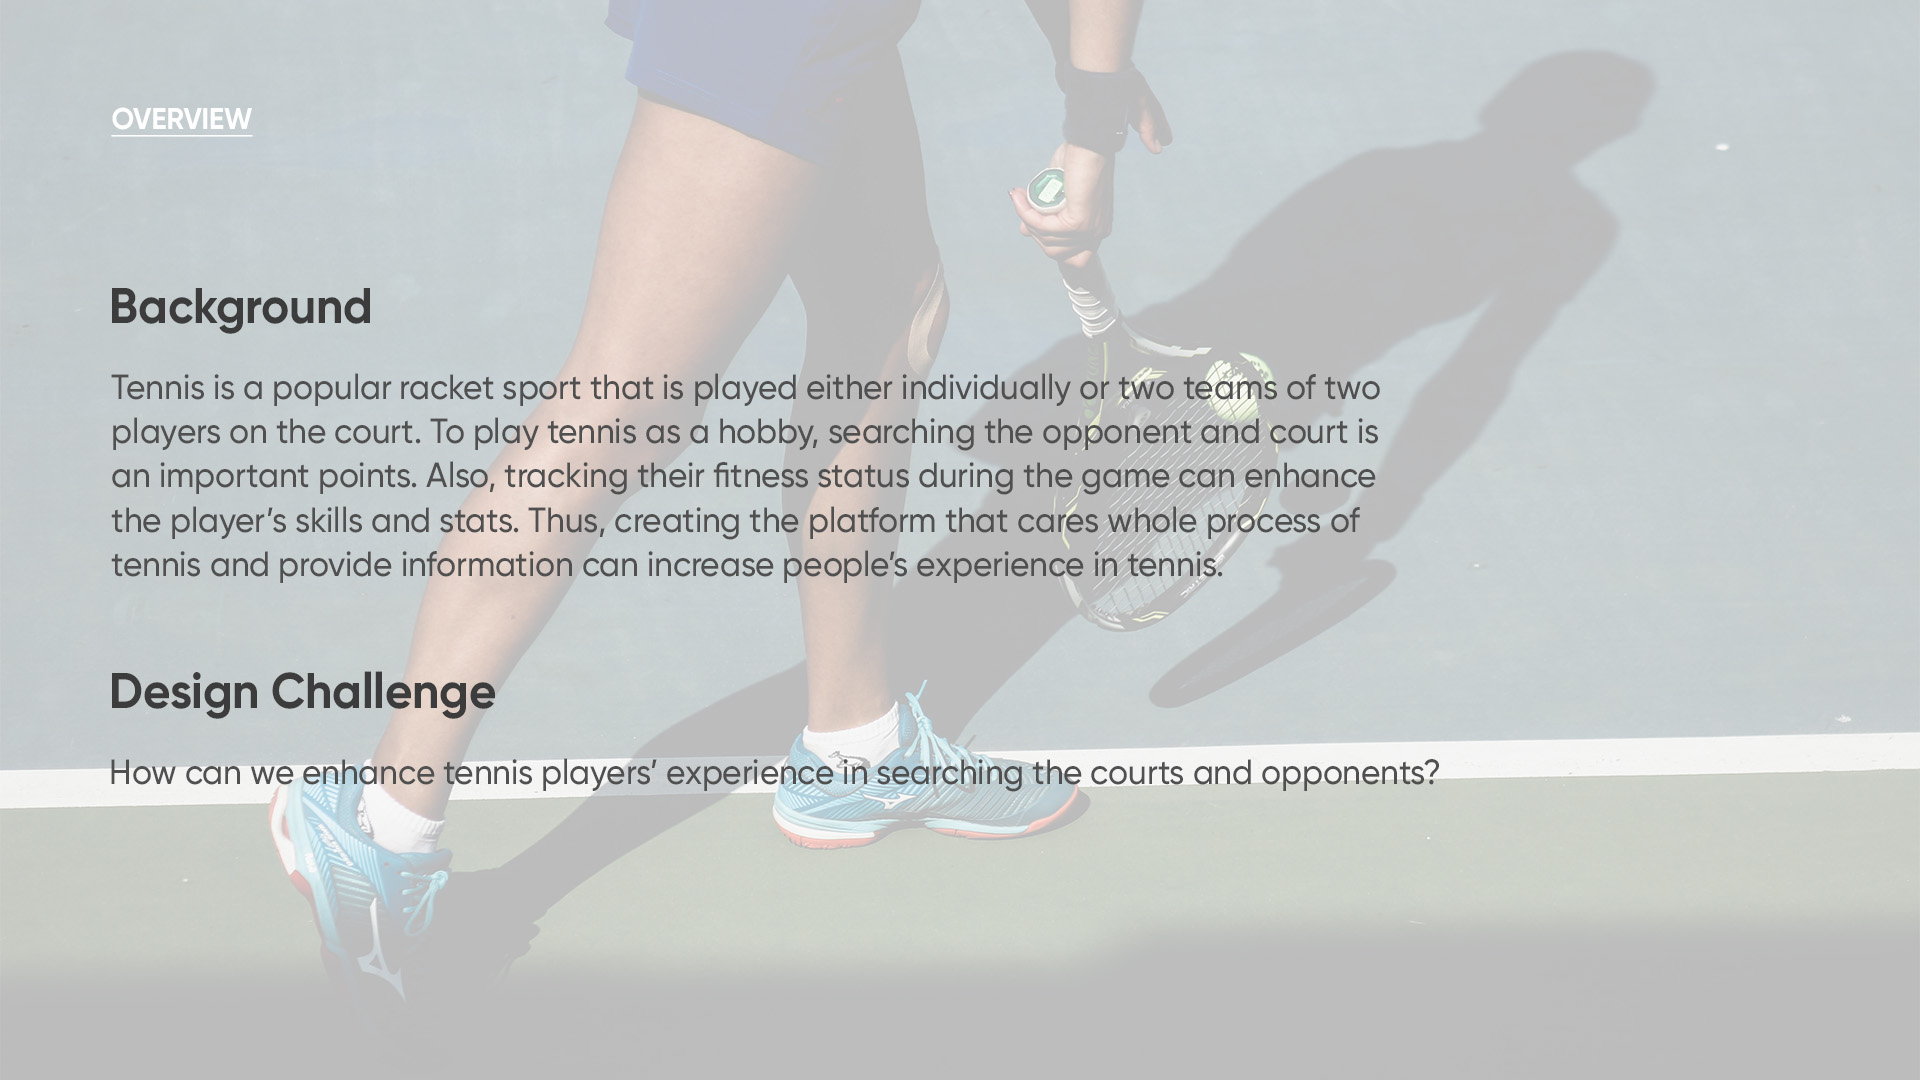 OVERVIEW
Background
Tennis is a popular racket sport that is played either individually or two teams of two
players on the court. To play tennis as a hobby, searching the opponent and court is
an important points. Also, tracking their fitness status during the game can enhance
the player’s skills and stats. Thus, creating the platform that cares whole process of
tennis and provide information can increase people’s experience in tennis.
Design Challenge
How can we enhance tennis players’ experience in searching the courts and opponents?